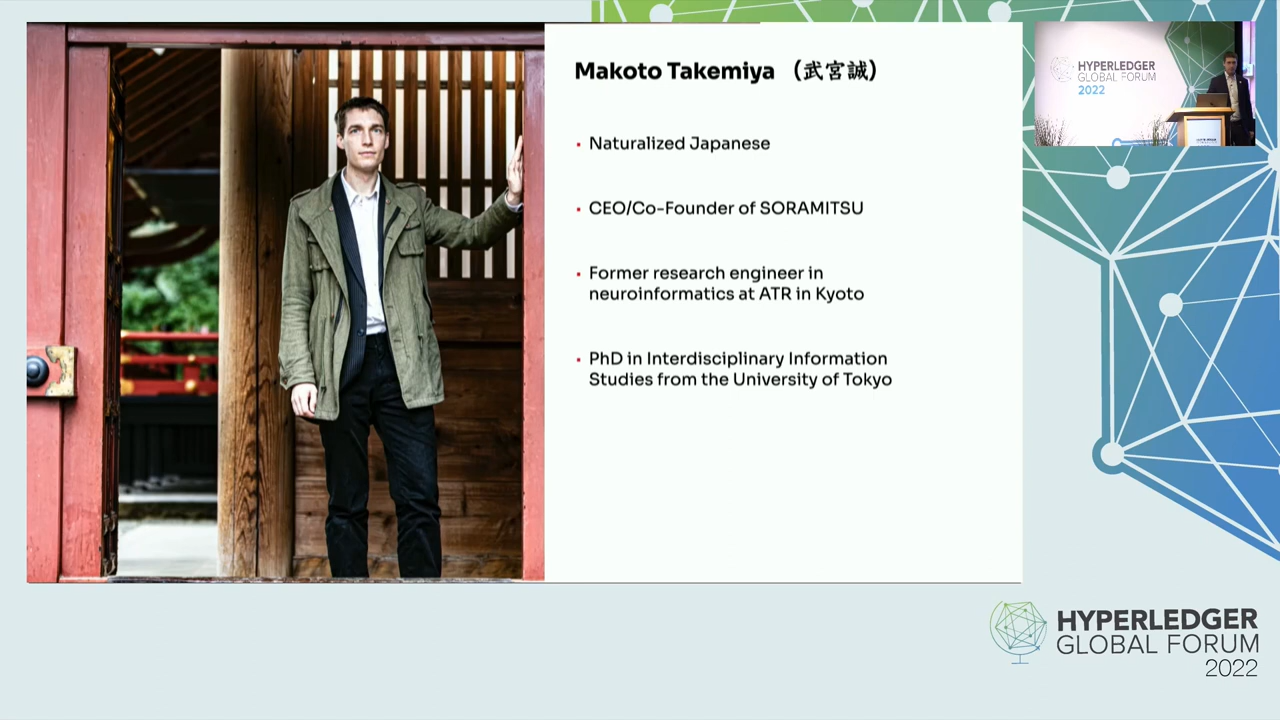 Makoto Takemiya （武宮誠）
Naturalized Japanese
CEO/Co-Founder of SORAMITSU
Former research engineer in
neuroinformatics at ATR in Kyoto
PhD in Interdisciplinary Information
Studies from the University of Tokyo
HYPERLEDGER
GLOBAL FORUM
2022
HYPERLEDGER
GLOBAL FORUM
2022